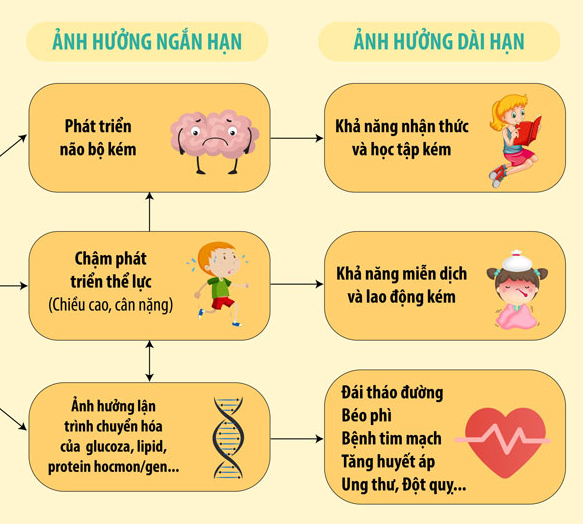 ẢNH HƯỞNG NGẮN HẠN
ẢNH HƯỞNG DÀI HẠN
Phát triển
não bộ kém
Khả năng nhận thức
và học tập kém
Chậm phát
triển thể lực
(Chiều cao, cân nặng)
Khả năng miễn dịch
và lao động kém
Ảnh hưởng lận
trình chuyển hóa
của glucoza, lipid,
protein hocmon/gen...
Đái tháo đường
Béo phì
Bệnh tim mạch
Tăng huyết áp
Ung thư, Đột quỵ...